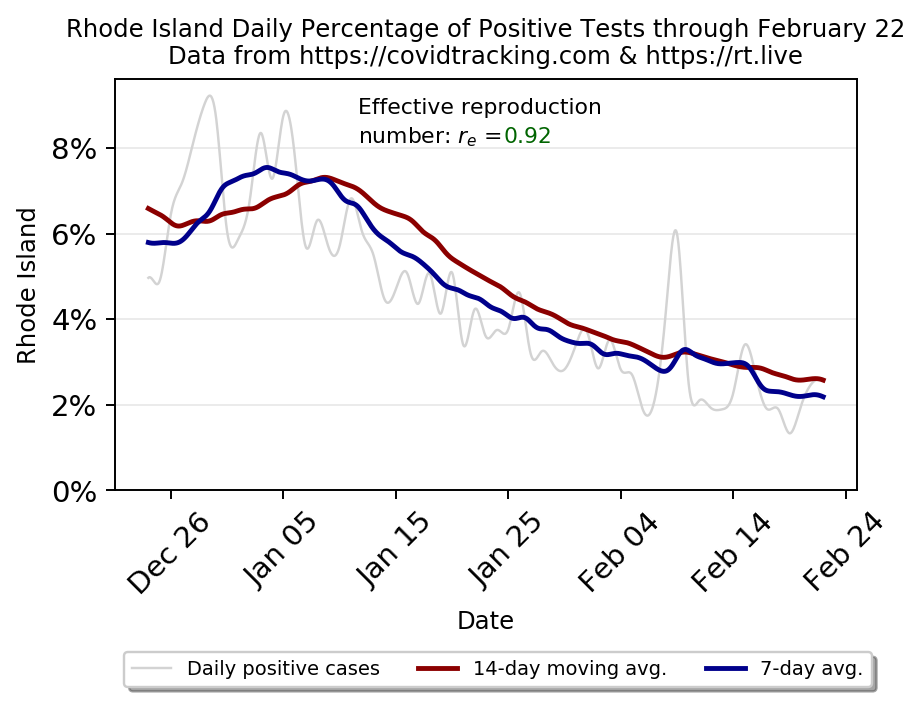 Rhode Island Daily Percentage of Positive Tests through February 22
Data from https://covidtracking.com & https://rt.live
Effective reproduction
number: rₑ =0.92
8%
6%
4%
2%
0%
Rhode Island
Dec 26
Jan 05
Jan 15
Jan 25
Feb 04
Feb 14
Feb 24
Date
Daily positive cases
14-day moving avg.
7-day avg.